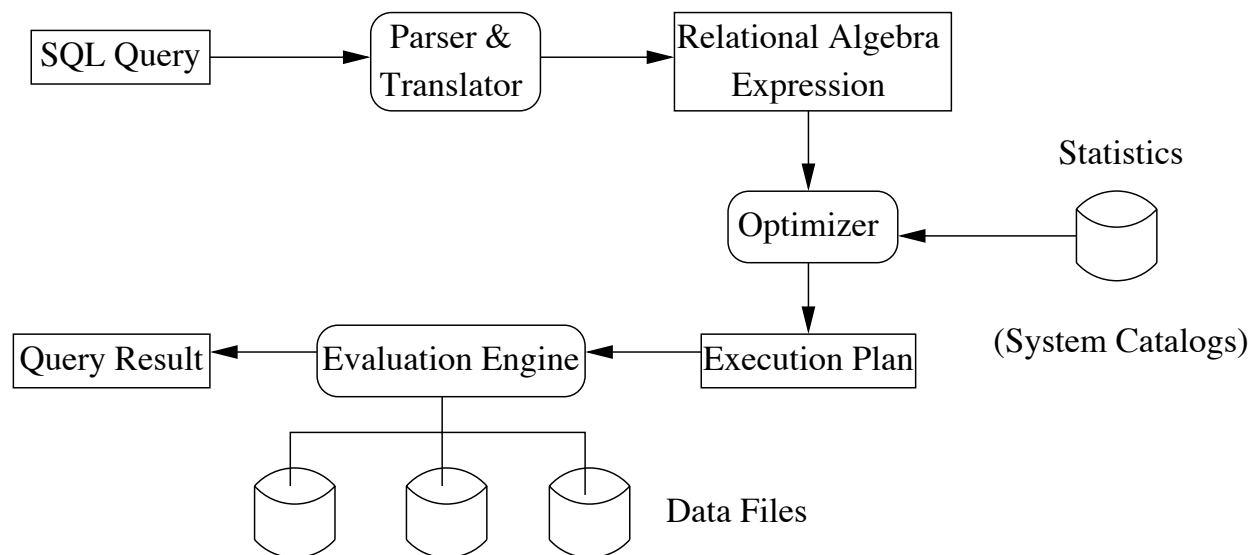 SQL Query
Parser &
Translator
Relational Algebra
Expression
Statistics
Optimizer
(System Catalogs)
Query Result
Evaluation Engine
Execution Plan
Data Files